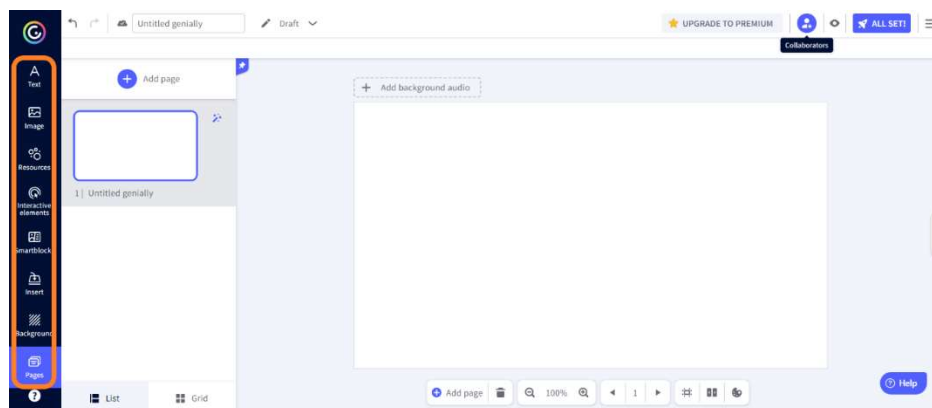 Untitled genially
Draft
UPGRADE TO PREMIUM
ALL SET!
Collaborators
Text
Image
Resources
Interactive
elements
Smartblock
Insert
Background
Pages
Add page
1 | Untitled genially
List
Grid
+ Add background audio
Add page
100%
1
? Help
?